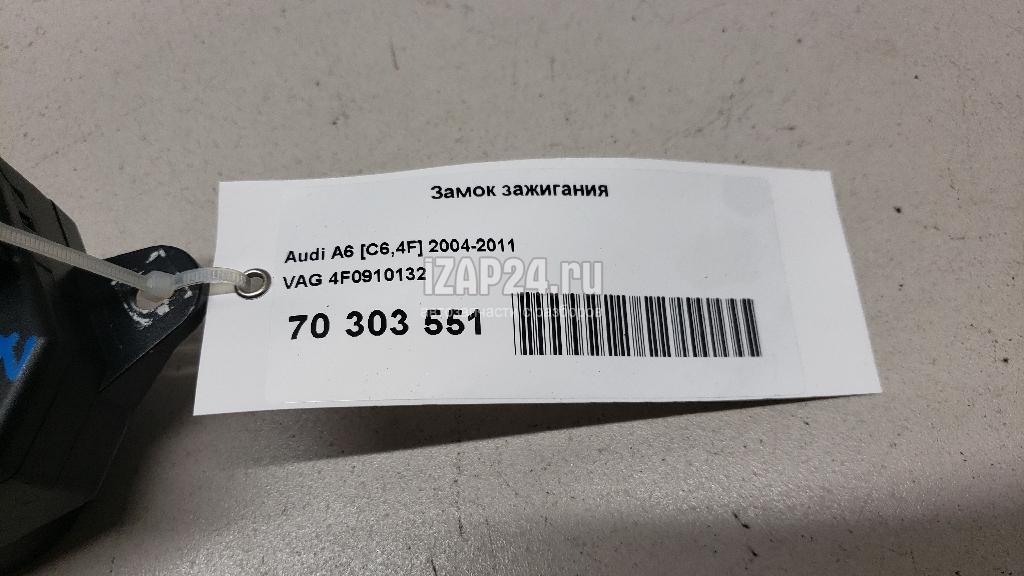 Замок зажигания
Audi A6 [C6,4F] 2004-2011
VAG 4F0910132
iZAP24.ru
70 303 551